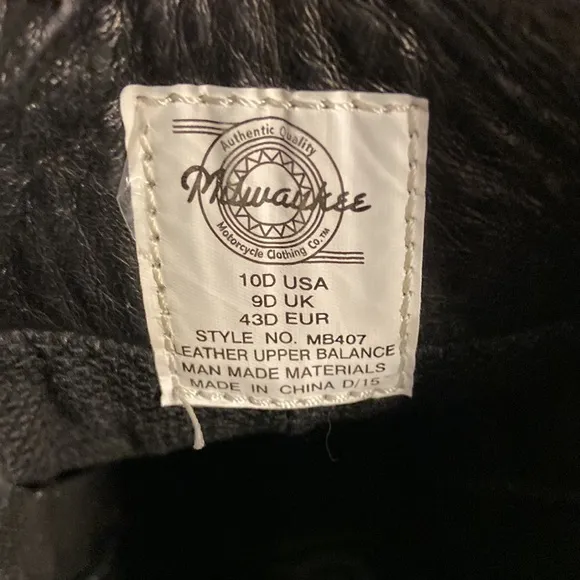 Authentic Quality
Milwaukee
Motorcycle Clothing Co.™
10D USA
9D UK
43D EUR
STYLE NO. MB407
LEATHER UPPER BALANCE
MAN MADE MATERIALS
MADE IN CHINA D/15